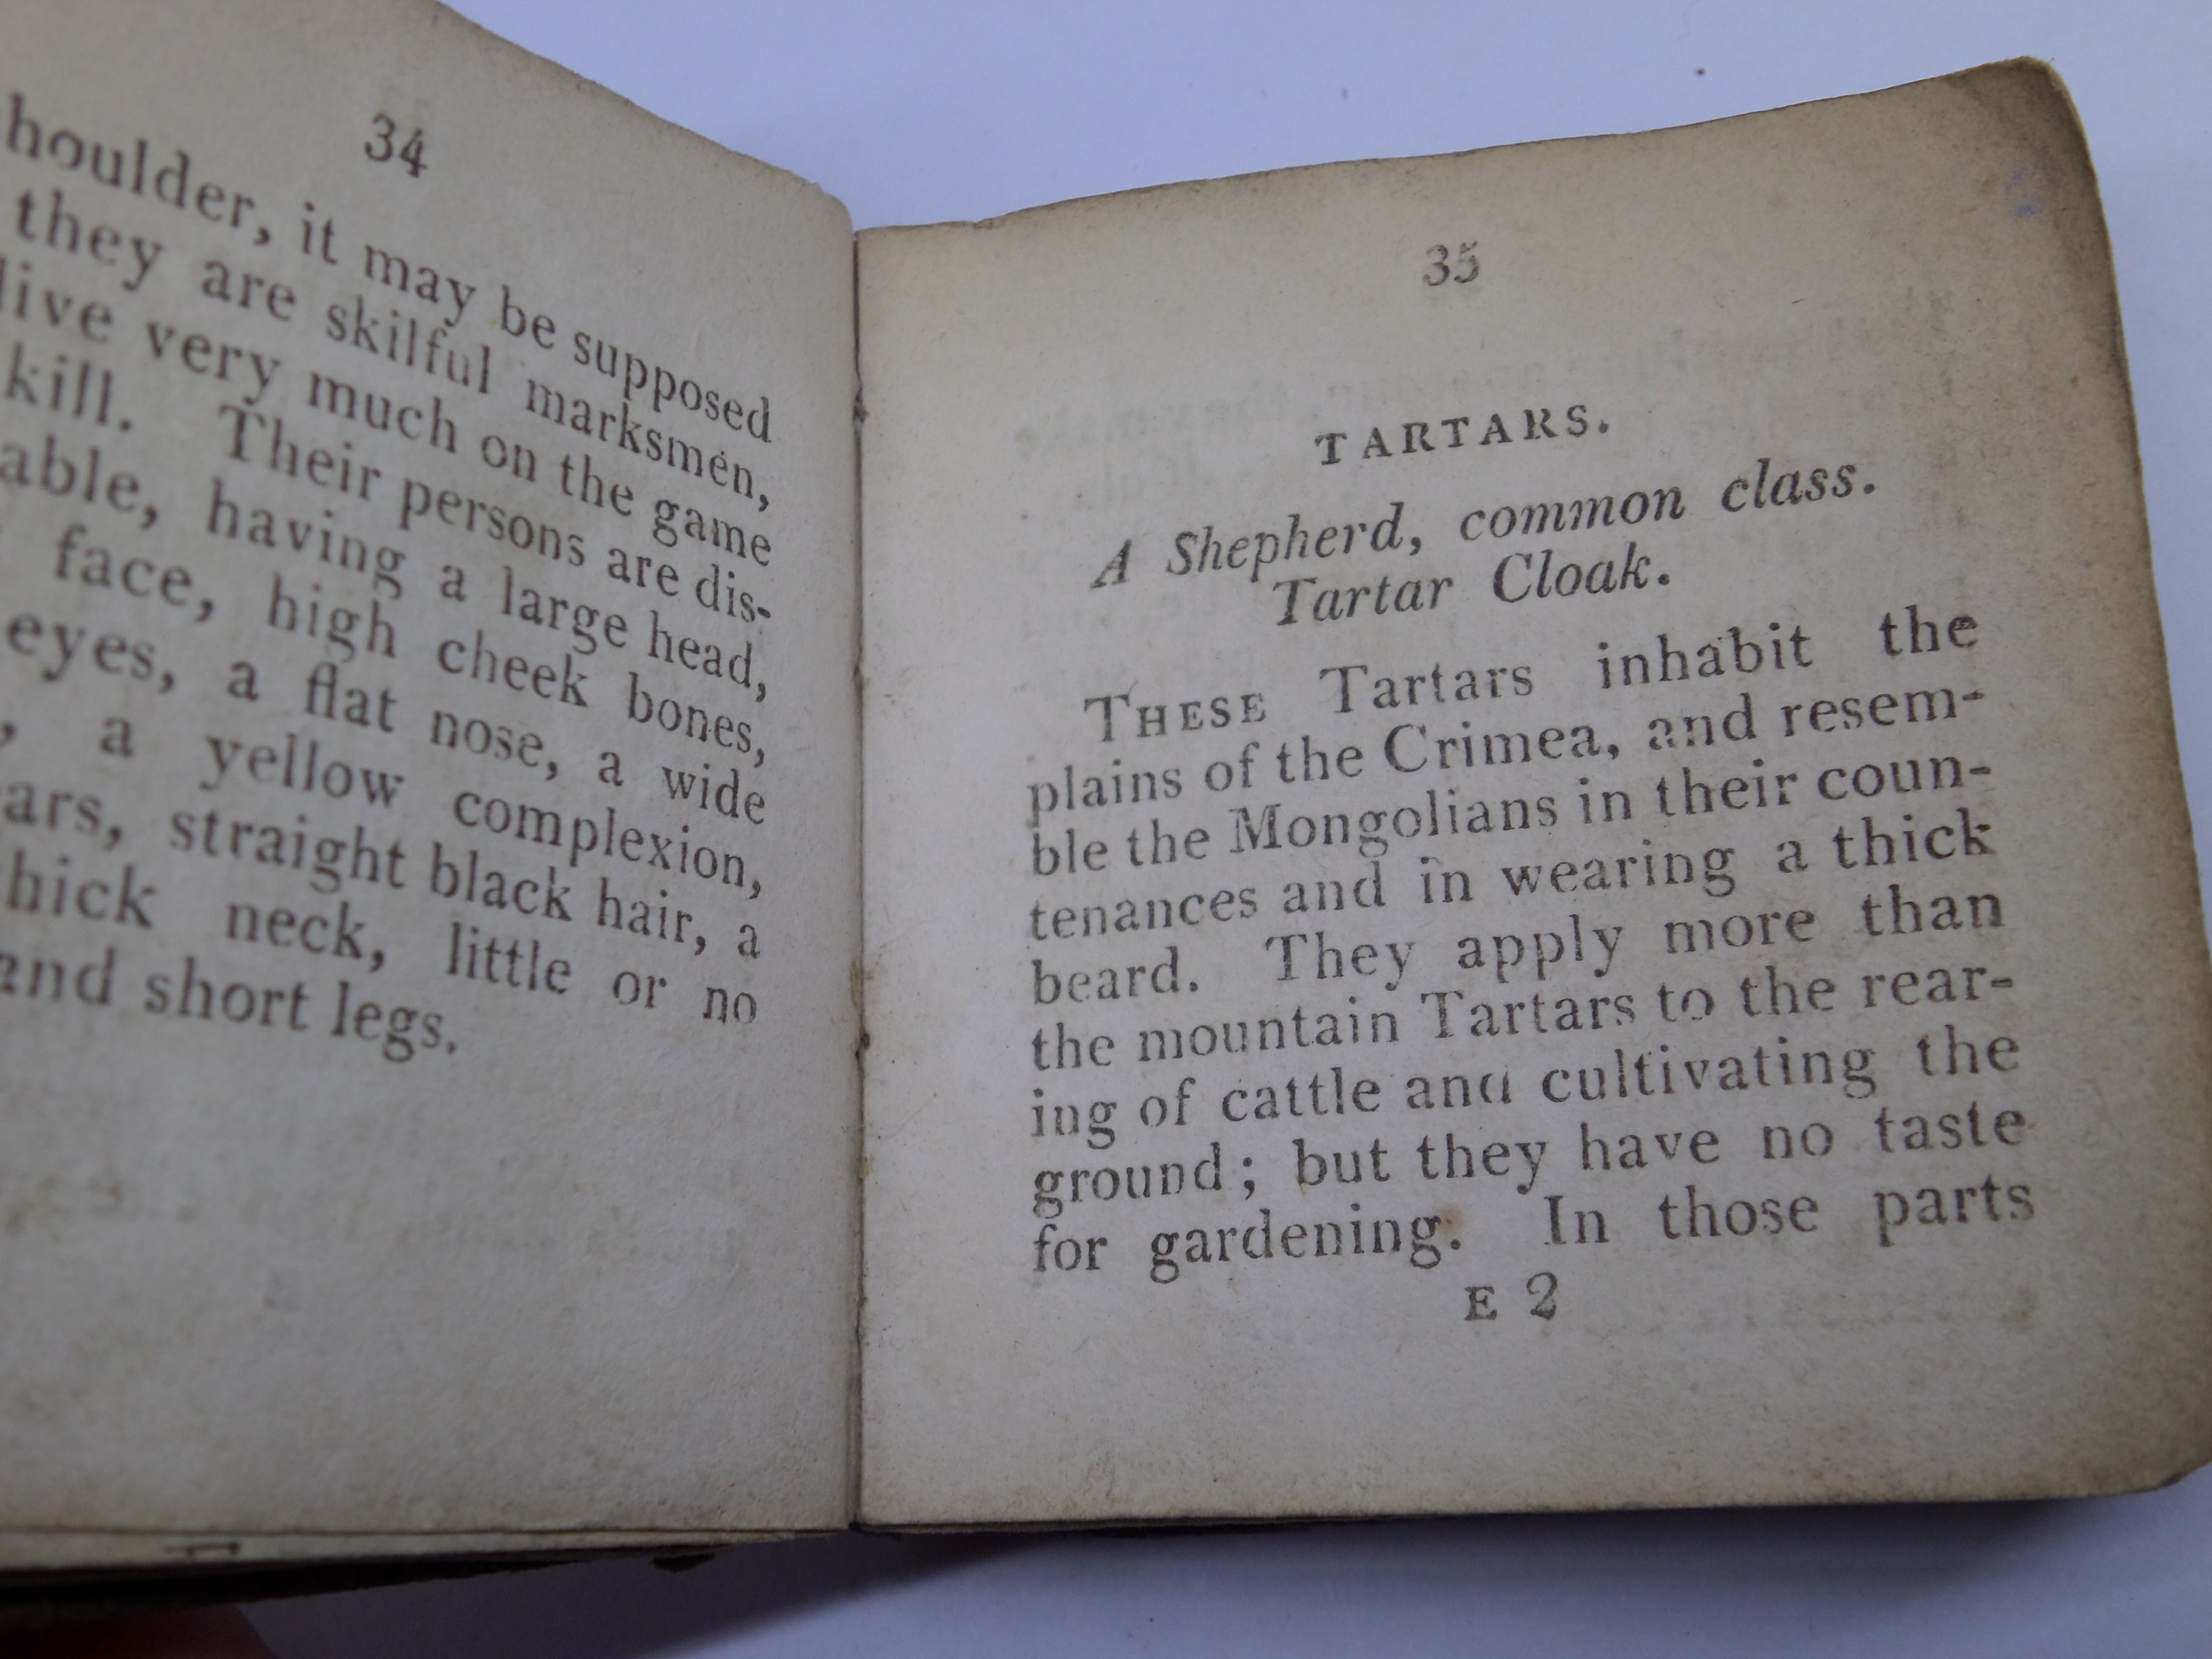 34
houlder, it may be supposed
they are skilful marksmen,
live very much on the game
kill. Their persons are dis-
able, having a large head,
face, high cheek bones,
eyes, a flat nose, a wide
, a yellow complexion,
ars, straight black hair, a
hick neck, little or no
and short legs.
35
TARTARS.
A Shepherd, common class.
Tartar Cloak.
THESE Tartars inhabit the
plains of the Crimea, and resem-
ble the Mongolians in their coun-
tenances and in wearing a thick
beard. They apply more than
the mountain Tartars to the rear-
ing of cattle and cultivating the
ground; but they have no taste
for gardening. In those parts
E 2